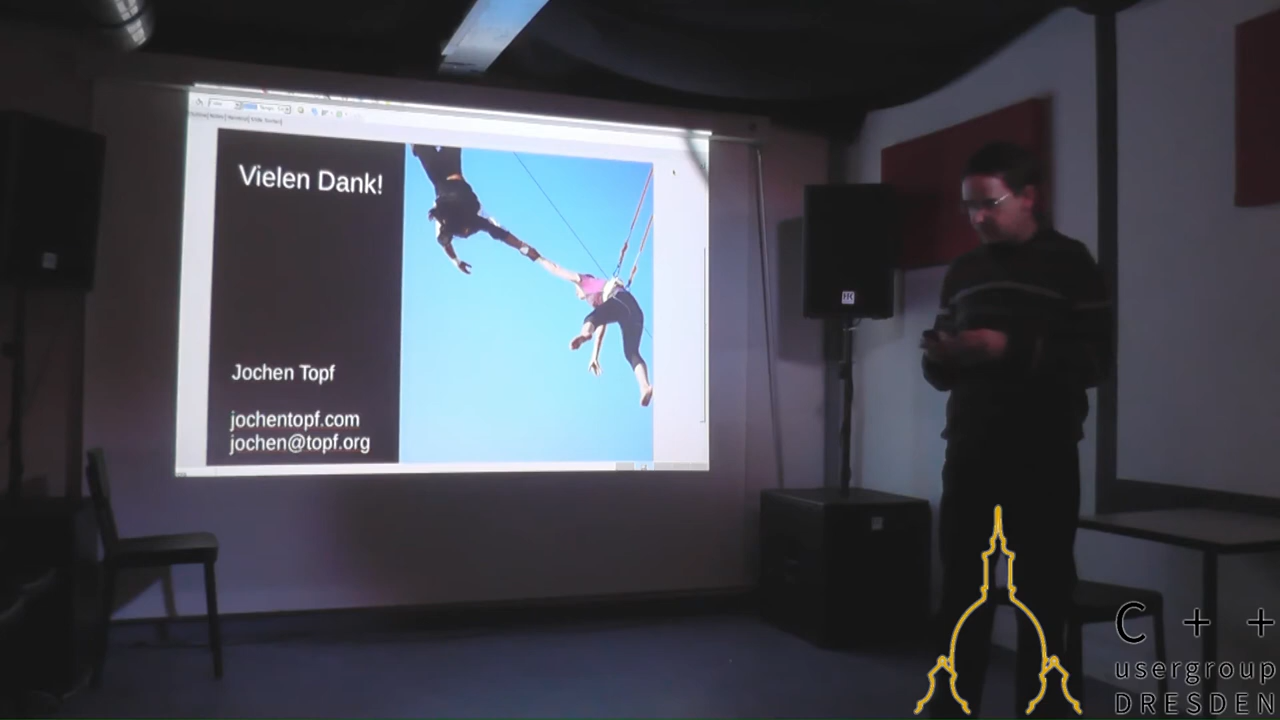 Vielen Dank!
Jochen Topf
jochentopf.com
jochen@topf.org
C + +
usergroup
DRESDEN